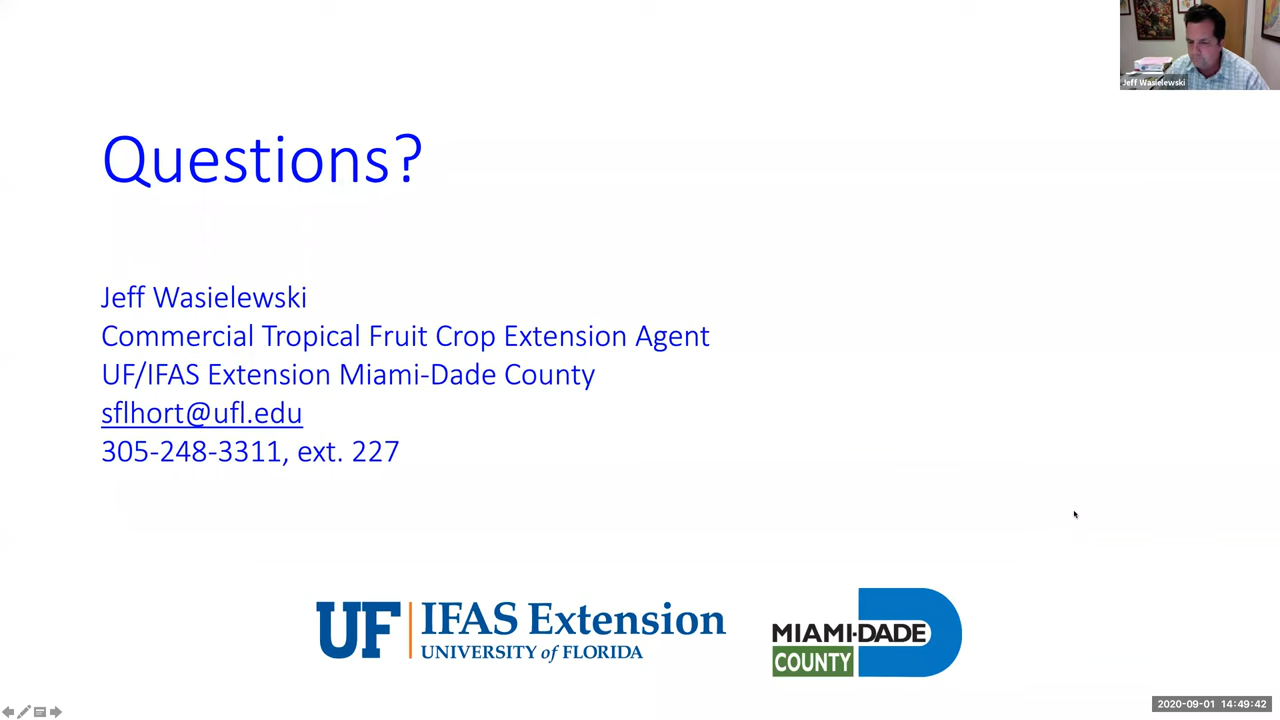 Jeff Wasielewski
Questions?
Jeff Wasielewski
Commercial Tropical Fruit Crop Extension Agent
UF/IFAS Extension Miami-Dade County
sflhort@ufl.edu
305-248-3311, ext. 227
UF IFAS Extension
UNIVERSITY of FLORIDA
MIAMI-DADE
COUNTY
2020-09-01 14:49:42